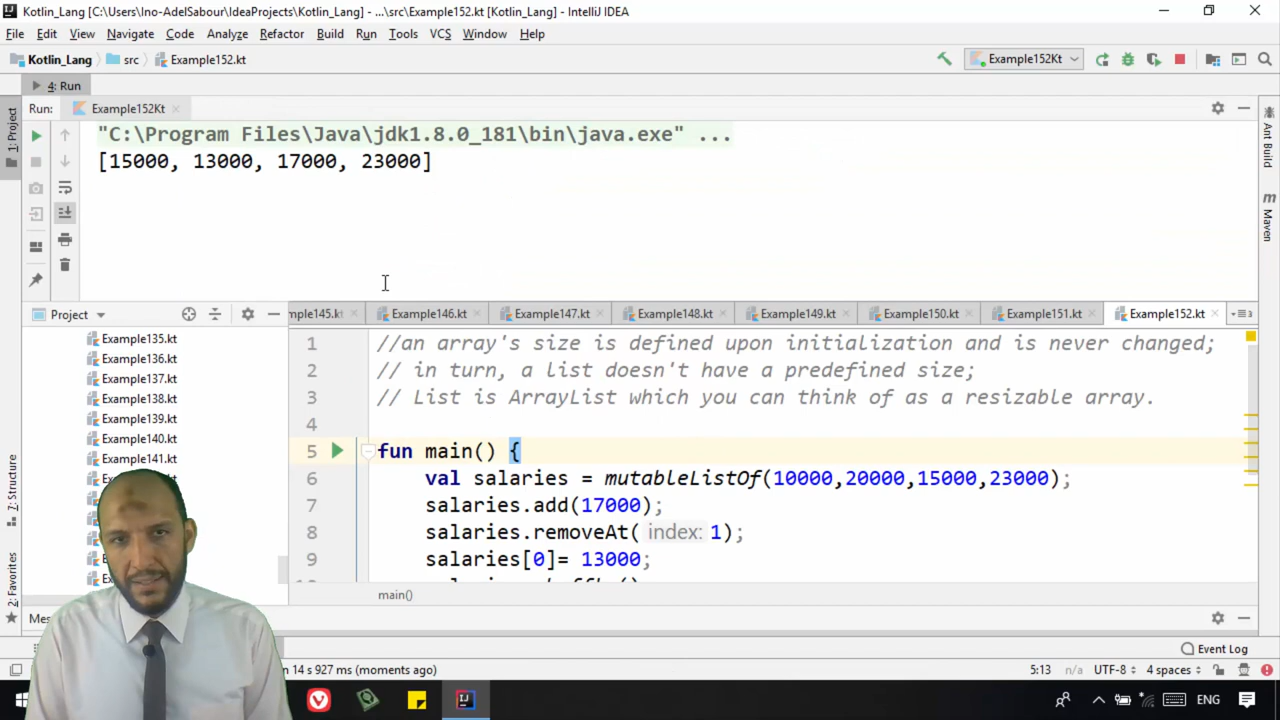 Kotlin_Lang [C:\Users\Ino-AdelSabour\IdeaProjects\Kotlin_Lang] - ...\src\Example152.kt [Kotlin_Lang] - IntelliJ IDEA
File Edit View Navigate Code Analyze Refactor Build Run Tools VCS Window Help
Kotlin_Lang src Example152.kt Example152Kt
4: Run
Run: Example152Kt
"C:\Program Files\Java\jdk1.8.0_181\bin\java.exe" ...
[15000, 13000, 17000, 23000]
1: Project
Ant Build
Maven
Project
Example146.kt Example147.kt Example148.kt Example149.kt Example150.kt Example151.kt Example152.kt
Example135.kt
Example136.kt
Example137.kt
Example138.kt
Example139.kt
Example140.kt
Example141.kt
1 //an array's size is defined upon initialization and is never changed;
2 // in turn, a list doesn't have a predefined size;
3 // List is ArrayList which you can think of as a resizable array.
4
5 fun main() {
6 val salaries = mutableListOf(10000,20000,15000,23000);
7 salaries.add(17000);
8 salaries.removeAt( index: 1);
9 salaries[0]= 13000;
main()
Z: Structure
2: Favorites
Event Log
n 14 s 927 ms (moments ago) 5:13 n/a UTF-8 4 spaces
ENG